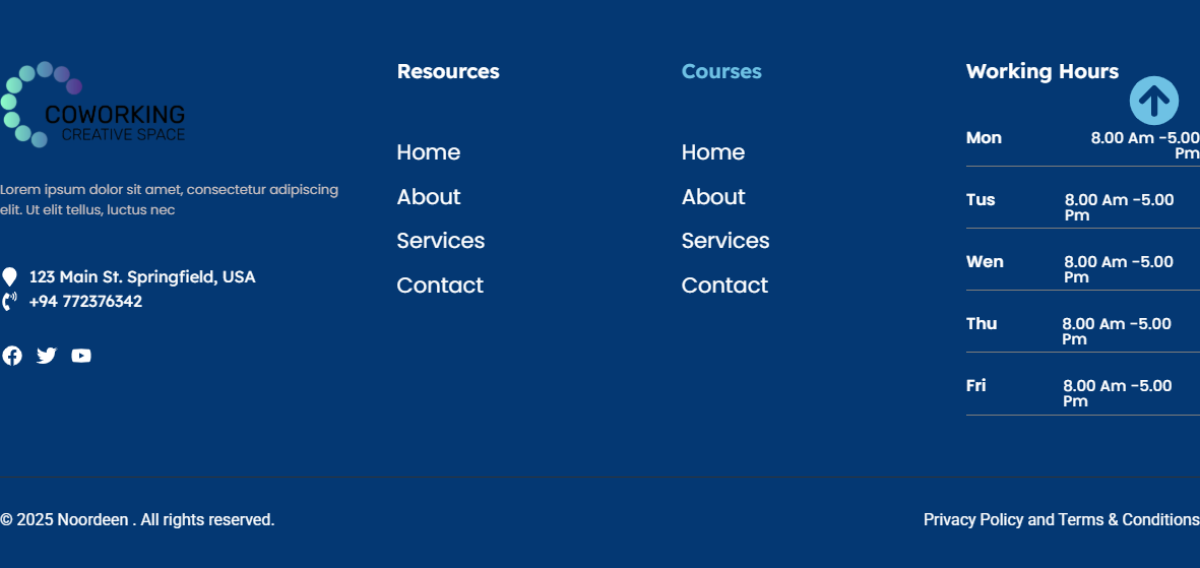 COWORKING
CREATIVE SPACE
Lorem ipsum dolor sit amet, consectetur adipiscing
elit. Ut elit tellus, luctus nec
123 Main St. Springfield, USA
+94 772376342
Resources
Home
About
Services
Contact
Courses
Home
About
Services
Contact
Working Hours
Mon 8.00 Am –5.00
Pm
Tus 8.00 Am –5.00
Pm
Wen 8.00 Am –5.00
Pm
Thu 8.00 Am –5.00
Pm
Fri 8.00 Am –5.00
Pm
© 2025 Noordeen . All rights reserved.
Privacy Policy and Terms & Conditions